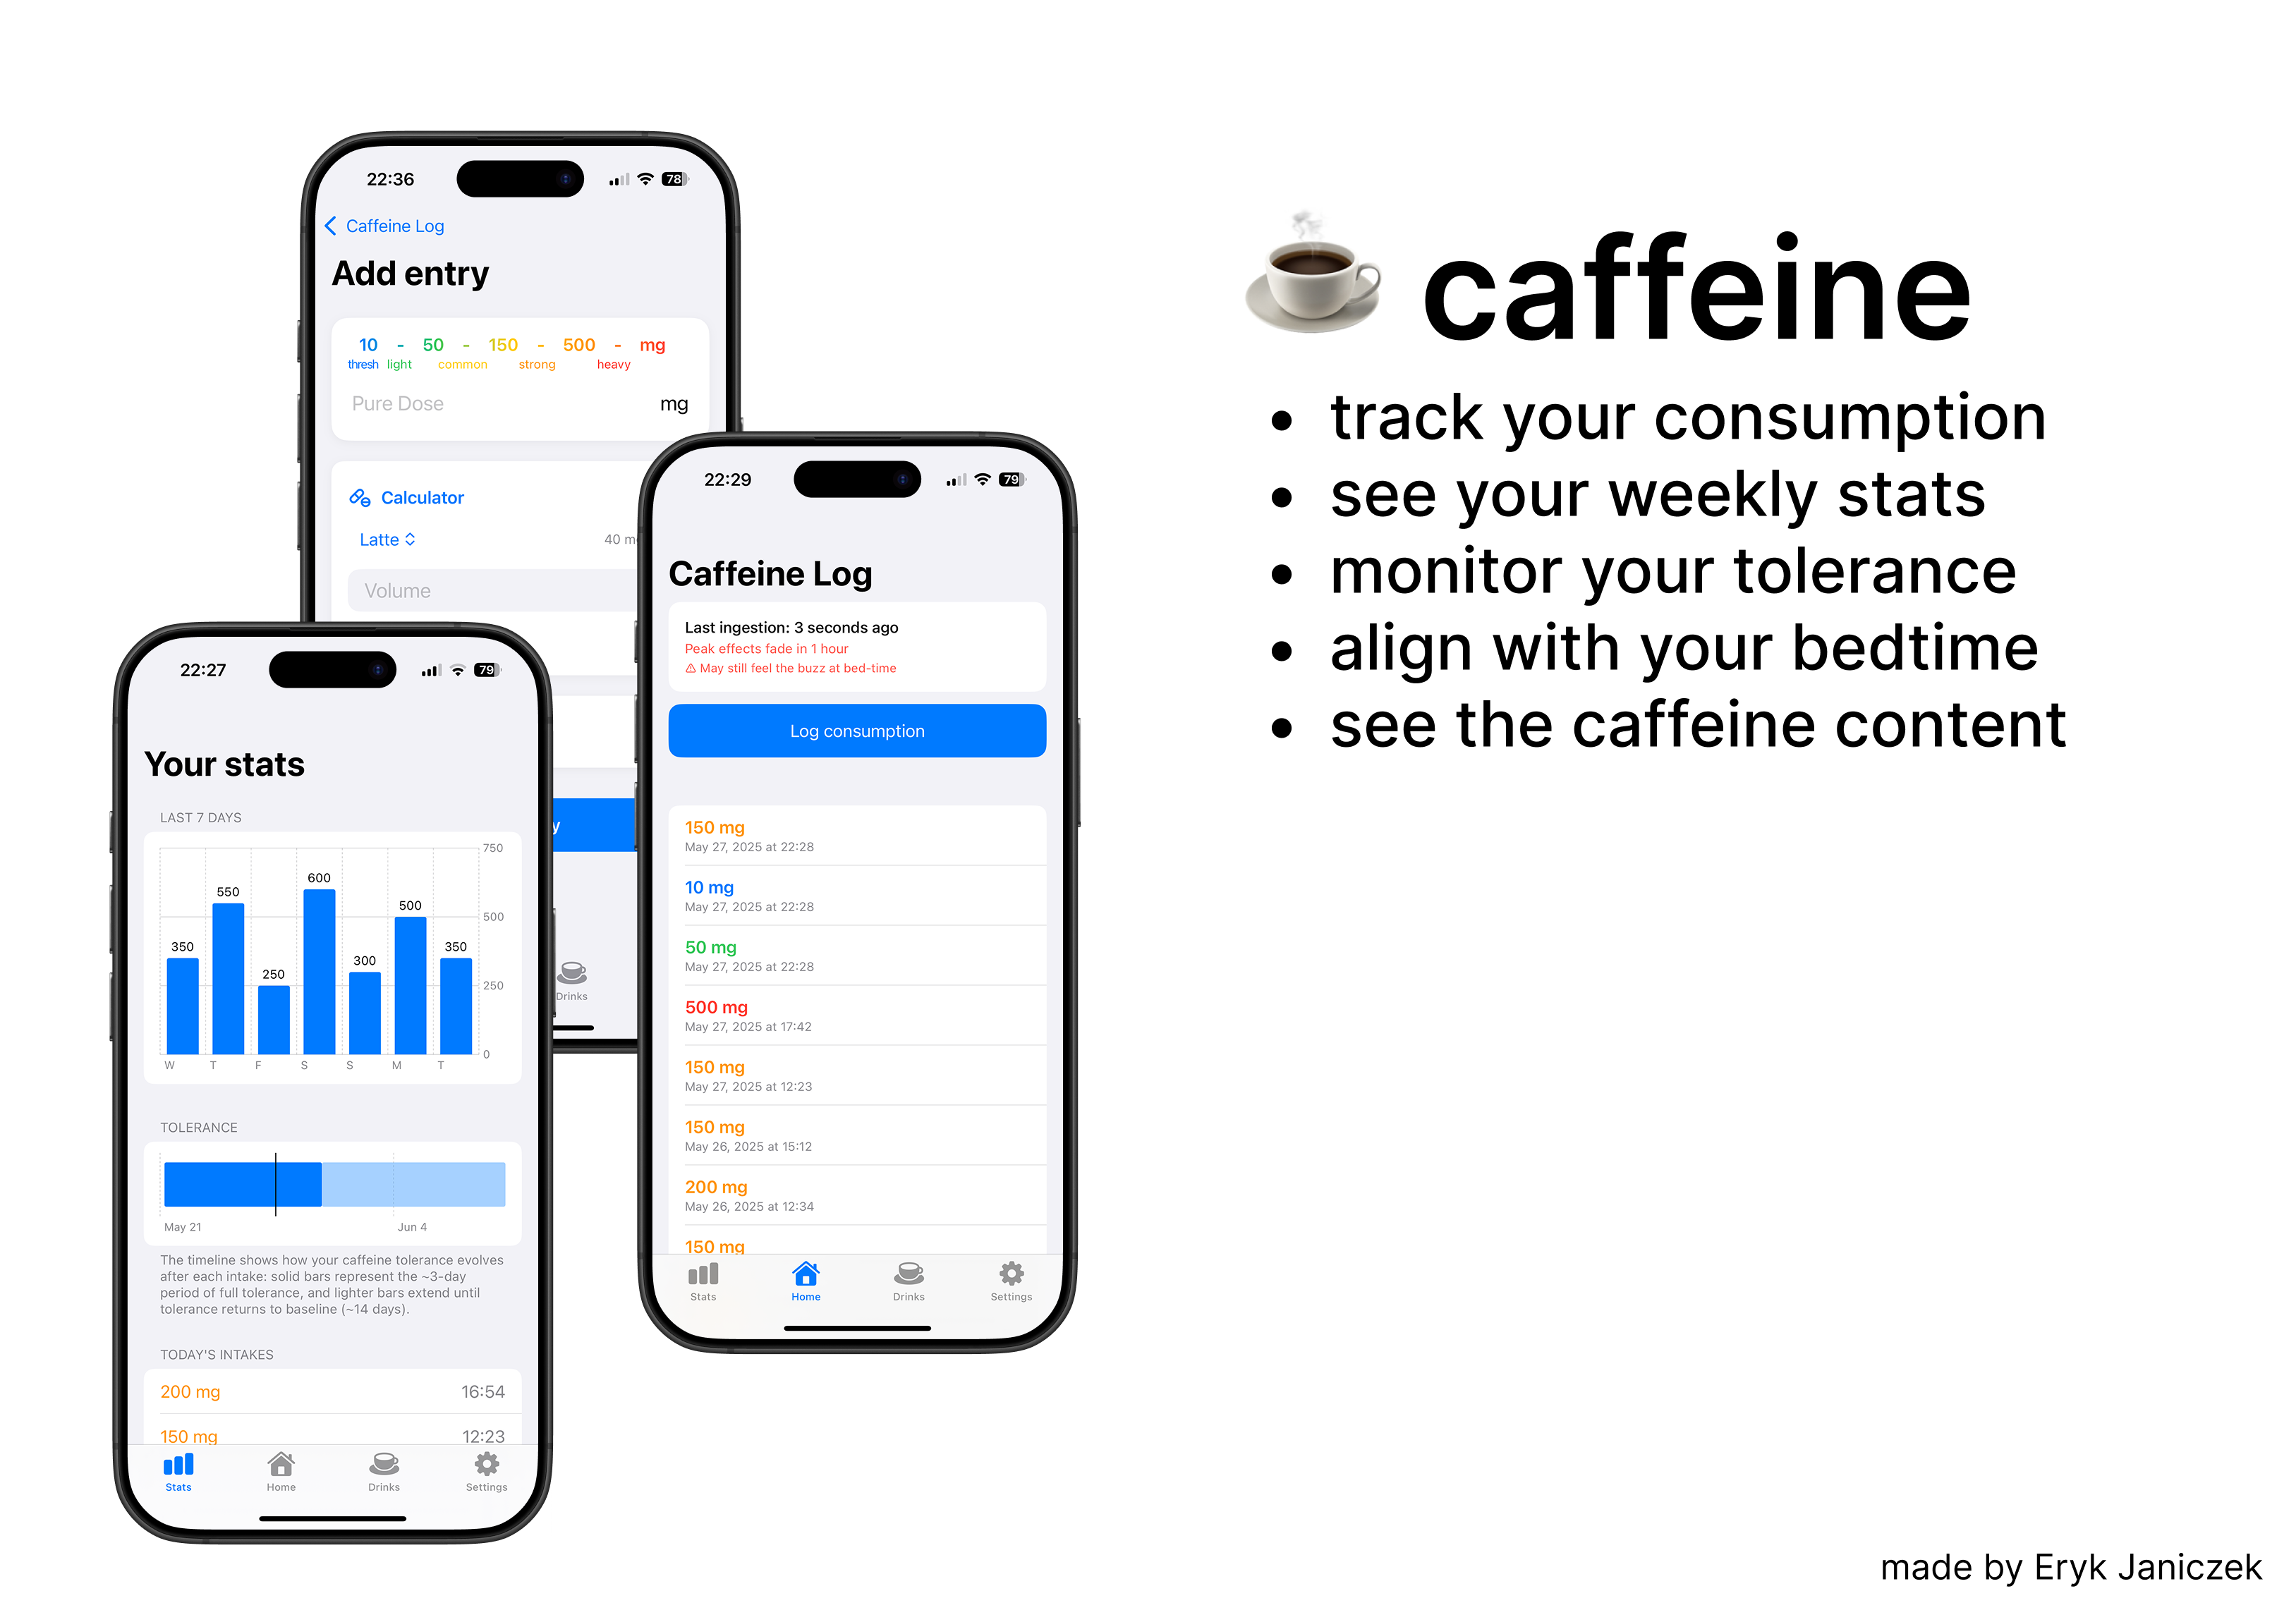 22:36
78
Caffeine Log
Add entry
10 - 50 - 150 - 500 - mg
thresh light common strong heavy
Pure Dose mg
Calculator
Latte 40 m
Volume
y
Drinks
22:29
79
Caffeine Log
Last ingestion: 3 seconds ago
Peak effects fade in 1 hour
May still feel the buzz at bed-time
Log consumption
150 mg
May 27, 2025 at 22:28
10 mg
May 27, 2025 at 22:28
50 mg
May 27, 2025 at 22:28
500 mg
May 27, 2025 at 17:42
150 mg
May 27, 2025 at 12:23
150 mg
May 26, 2025 at 15:12
200 mg
May 26, 2025 at 12:34
150 mg
Stats Home Drinks Settings
22:27
79
Your stats
LAST 7 DAYS
750
600
550
500
500
350
350
300
250
250
0
W T F S S M T
TOLERANCE
May 21 Jun 4
The timeline shows how your caffeine tolerance evolves
after each intake: solid bars represent the ~3-day
period of full tolerance, and lighter bars extend until
tolerance returns to baseline (~14 days).
TODAY'S INTAKES
200 mg 16:54
150 mg 12:23
Stats Home Drinks Settings
caffeine
• track your consumption
• see your weekly stats
• monitor your tolerance
• align with your bedtime
• see the caffeine content
made by Eryk Janiczek